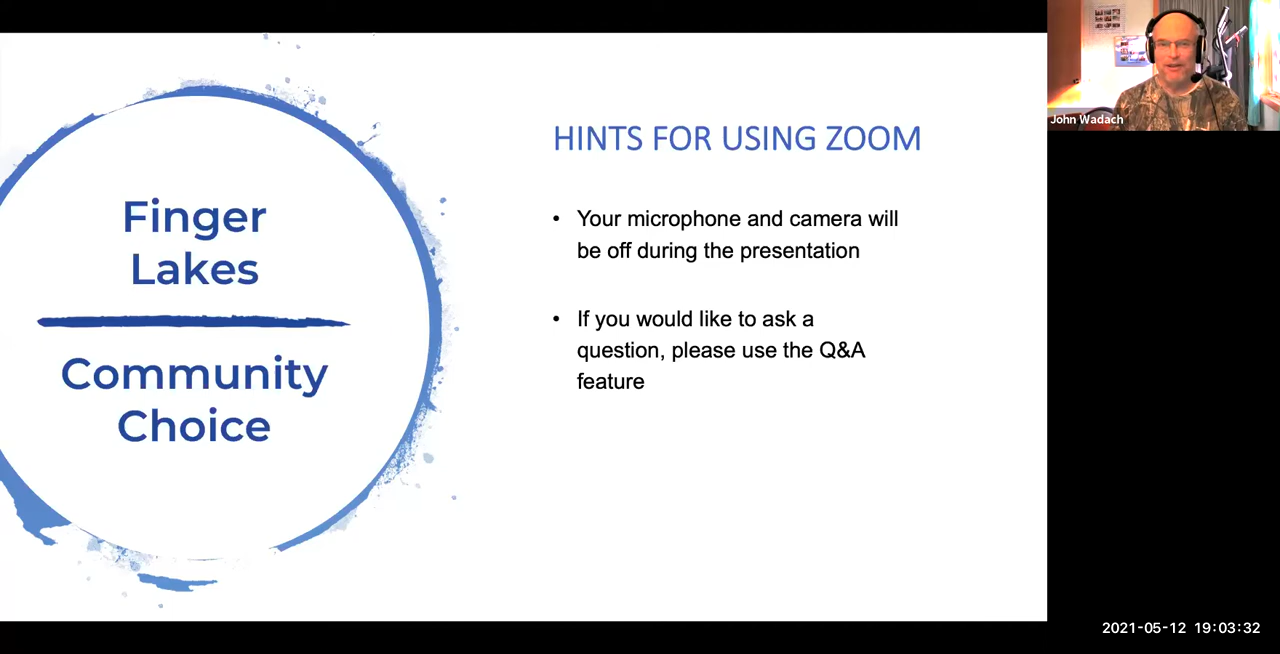 Finger
Lakes
Community
Choice
HINTS FOR USING ZOOM
• Your microphone and camera will
be off during the presentation
• If you would like to ask a
question, please use the Q&A
feature
John Wadach
2021-05-12 19:03:32